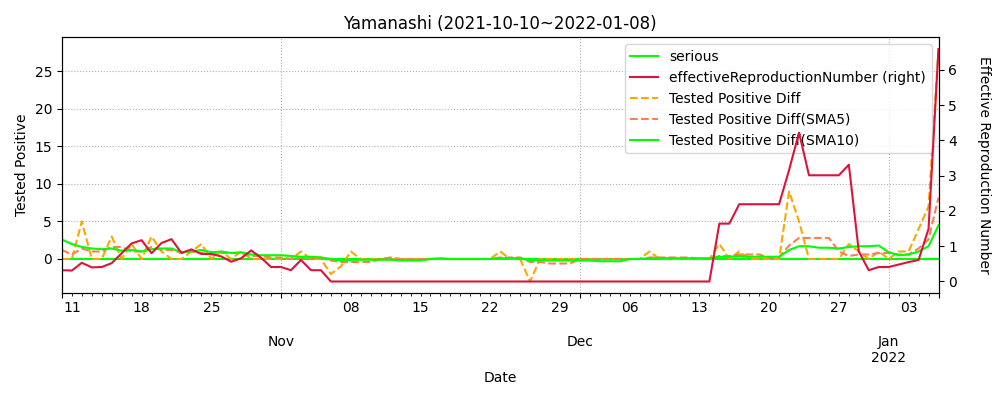 Yamanashi (2021-10-10~2022-01-08)
serious
effectiveReproductionNumber (right)
Tested Positive Diff
Tested Positive Diff(SMA5)
Tested Positive Diff(SMA10)
Tested Positive
25
20
15
10
5
0
6
5
4
3
2
1
0
Effective Reproduction Number
11 18 25 08 15 22 29 06 13 20 27 03
Nov Dec Jan
2022
Date